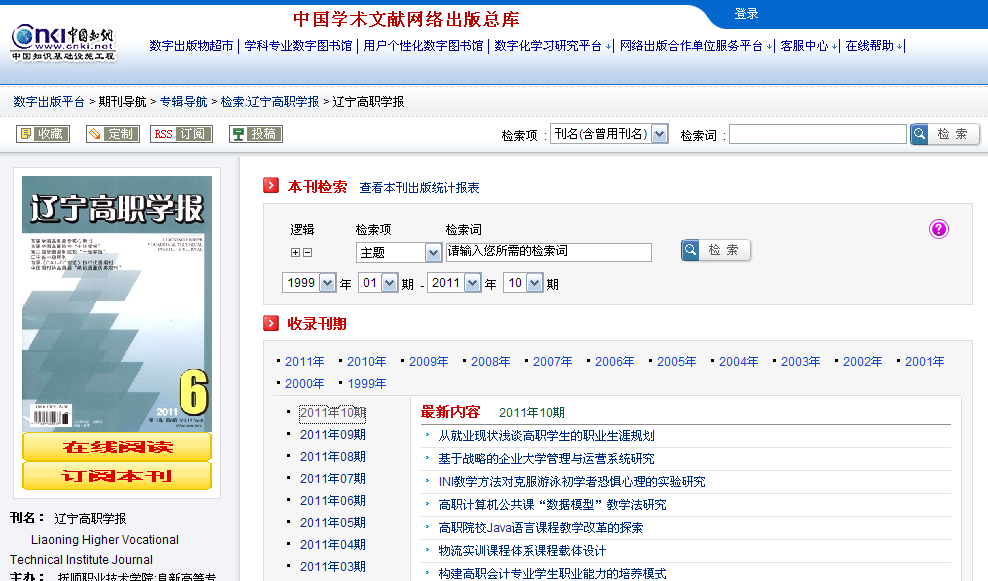 中国学术文献网络出版总库
登录
cnki 中国知网
www.cnki.net
中国知识基础设施工程
数字出版物超市 | 学科专业数字图书馆 | 用户个性化数字图书馆 | 数字化学习研究平台 | 网络出版合作单位服务平台 | 客服中心 | 在线帮助 |
数字出版平台 > 期刊导航 > 专辑导航 > 检索:辽宁高职学报 > 辽宁高职学报
收藏 定制 RSS 订阅 投稿
检索项 : 刊名(含曾用刊名) 检索词 : 检 索
辽宁高职学报
6
2011
在线阅读
订阅本刊
刊名： 辽宁高职学报
Liaoning Higher Vocational
Technical Institute Journal
主办： 抚顺职业技术学院;阜新高等专
本刊检索 查看本刊出版统计报表
逻辑 检索项 检索词
主题 请输入您所需的检索词 检 索
1999 年 01 期 - 2011 年 10 期
收录刊期
2011年 2010年 2009年 2008年 2007年 2006年 2005年 2004年 2003年 2002年 2001年
2000年 1999年
2011年10期
2011年09期
2011年08期
2011年07期
2011年06期
2011年05期
2011年04期
2011年03期
最新内容 2011年10期
从就业现状浅谈高职学生的职业生涯规划
基于战略的企业大学管理与运营系统研究
INI教学方法对克服游泳初学者恐惧心理的实验研究
高职计算机公共课“数据模型”教学法研究
高职院校Java语言课程教学改革的探索
物流实训课程体系课程载体设计
构建高职会计专业学生职业能力的培养模式